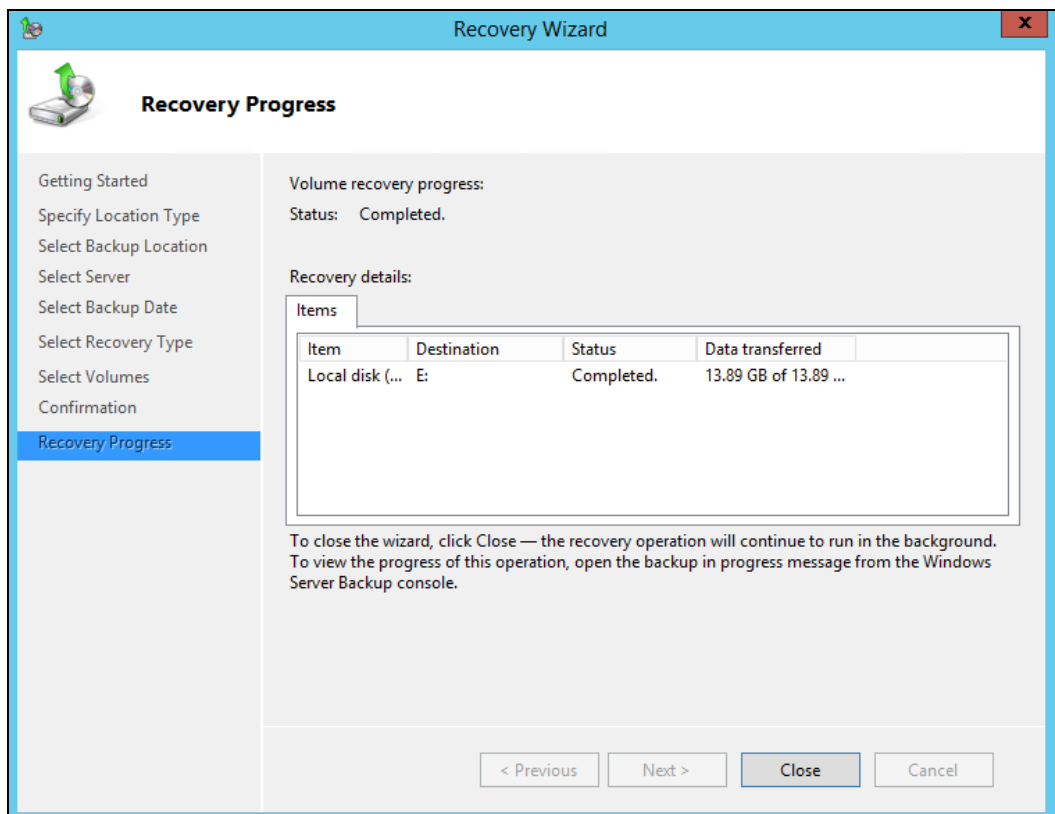 Recovery Wizard
x
Recovery Progress
Getting Started
Specify Location Type
Select Backup Location
Select Server
Select Backup Date
Select Recovery Type
Select Volumes
Confirmation
Recovery Progress
Volume recovery progress:
Status: Completed.
Recovery details:
Items
Item Destination Status Data transferred
Local disk (... E: Completed. 13.89 GB of 13.89 ...
To close the wizard, click Close — the recovery operation will continue to run in the background.
To view the progress of this operation, open the backup in progress message from the Windows
Server Backup console.
< Previous Next > Close Cancel